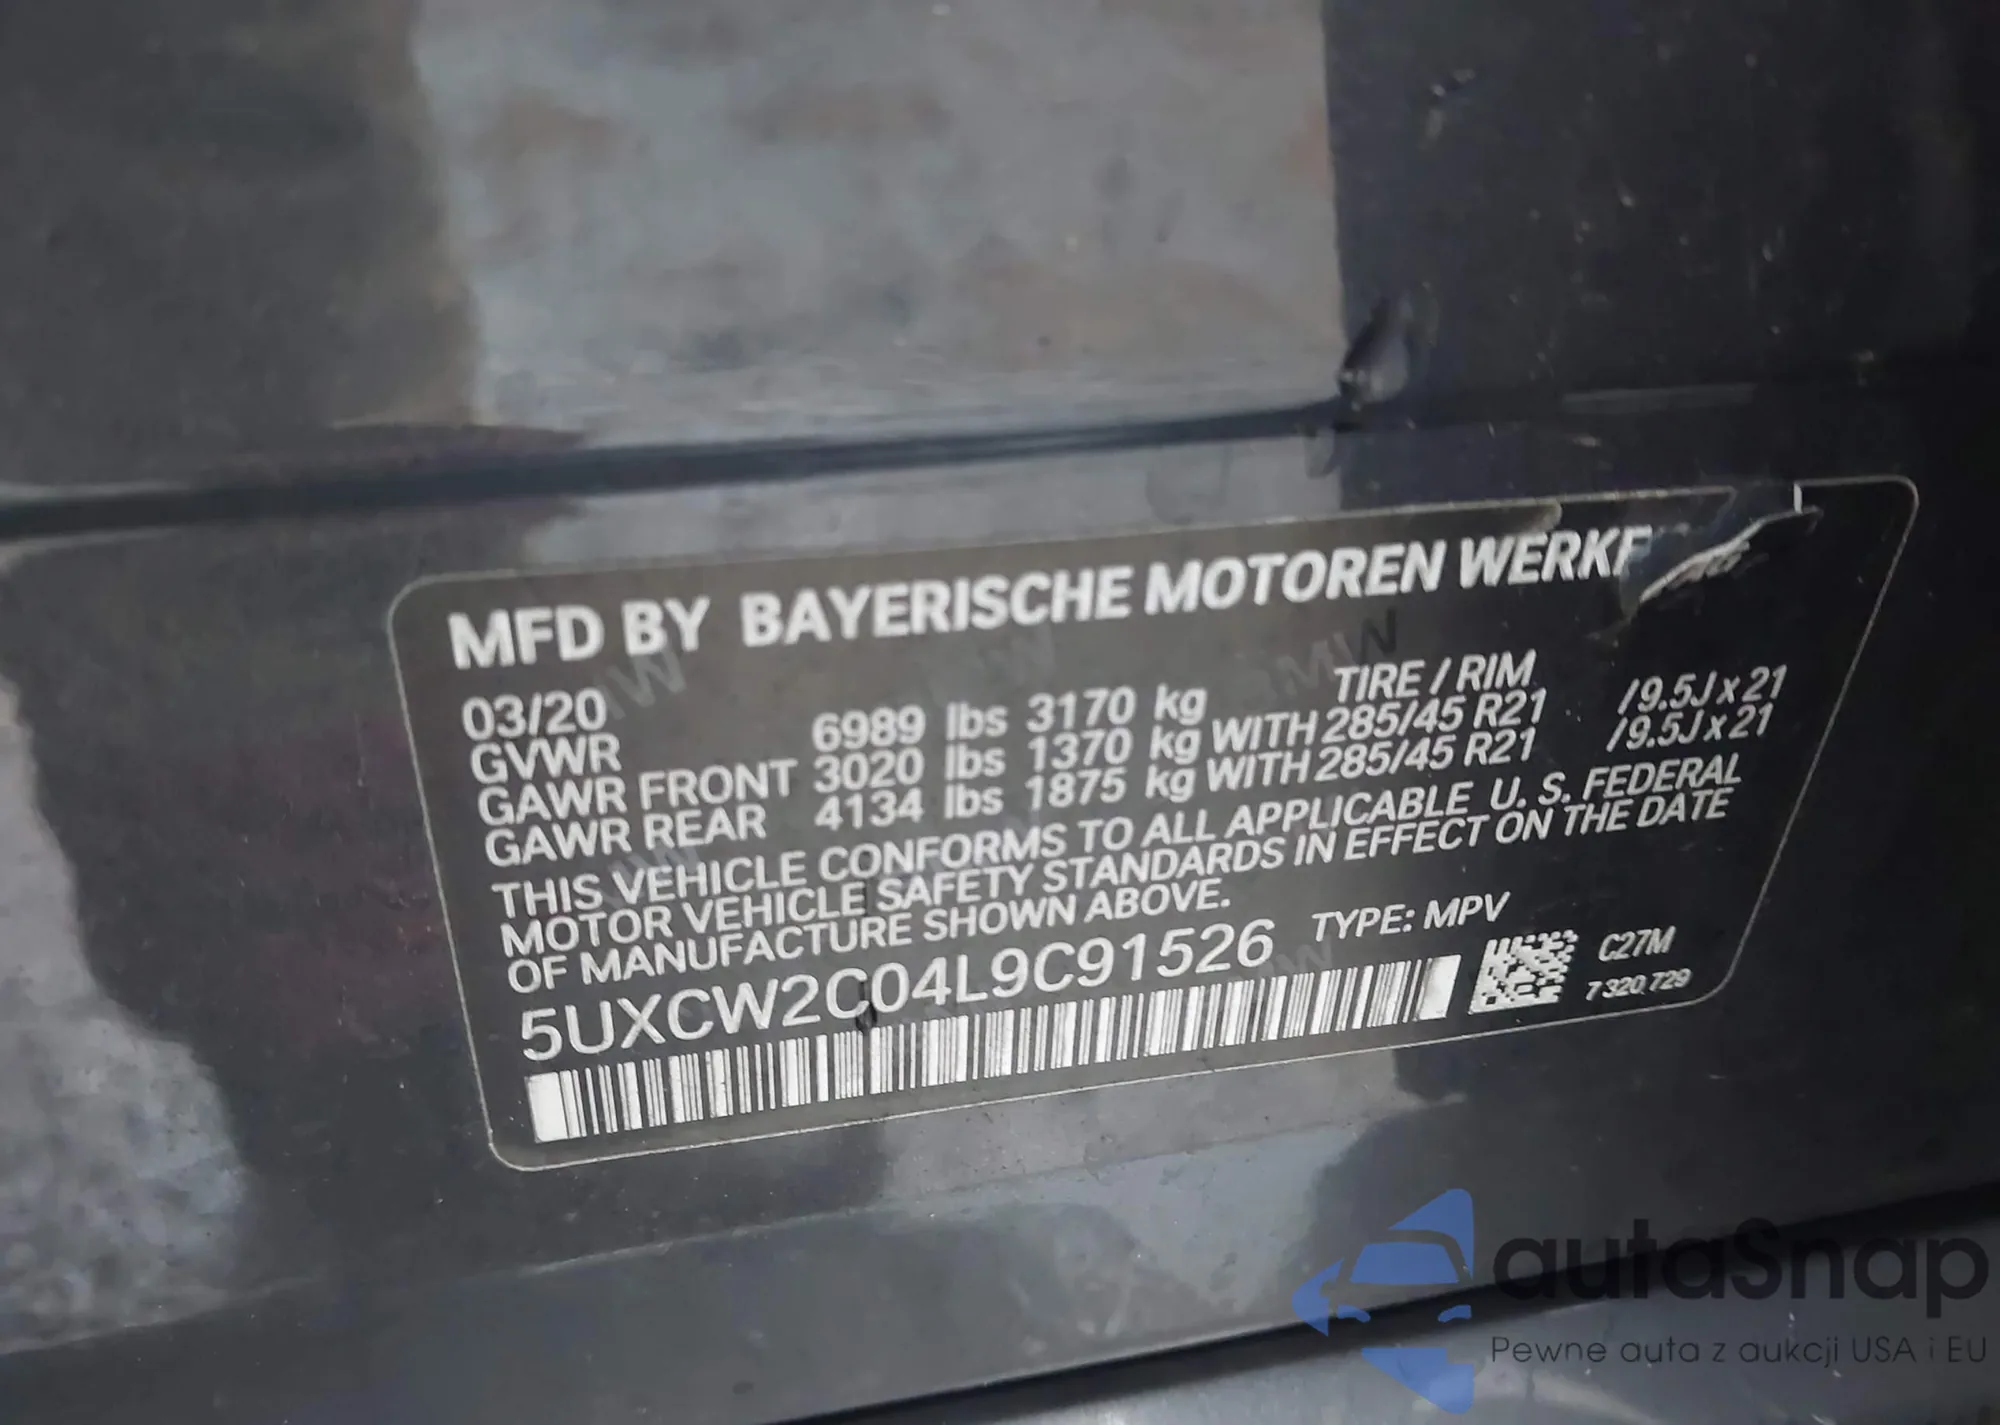 MFD BY BAYERISCHE MOTOREN WERKE AG
03/20 TIRE / RIM
GVWR 6989 lbs 3170 kg
GAWR FRONT 3020 lbs 1370 kg WITH 285/45 R21 /9.5J x 21
GAWR REAR 4134 lbs 1875 kg WITH 285/45 R21 /9.5J x 21
THIS VEHICLE CONFORMS TO ALL APPLICABLE U. S. FEDERAL
MOTOR VEHICLE SAFETY STANDARDS IN EFFECT ON THE DATE
OF MANUFACTURE SHOWN ABOVE.
5UXCW2C04L9C91526 TYPE: MPV
C27M
7 320 729
autaSnap
Pewne auta z aukcji USA i EU